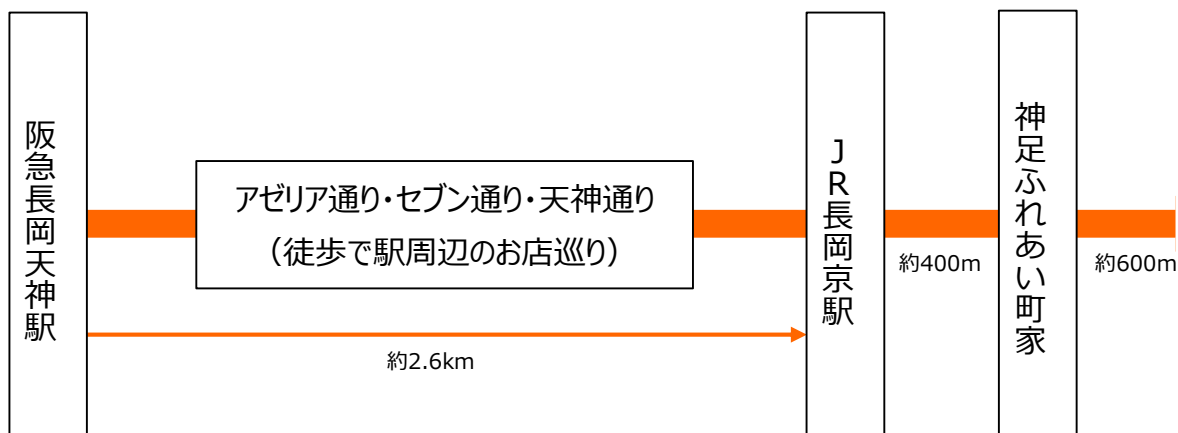 阪急長岡天神駅
アゼリア通り・セブン通り・天神通り
（徒歩で駅周辺のお店巡り）
約2.6km
JR長岡京駅
約400m
神足ふれあい町家
約600m